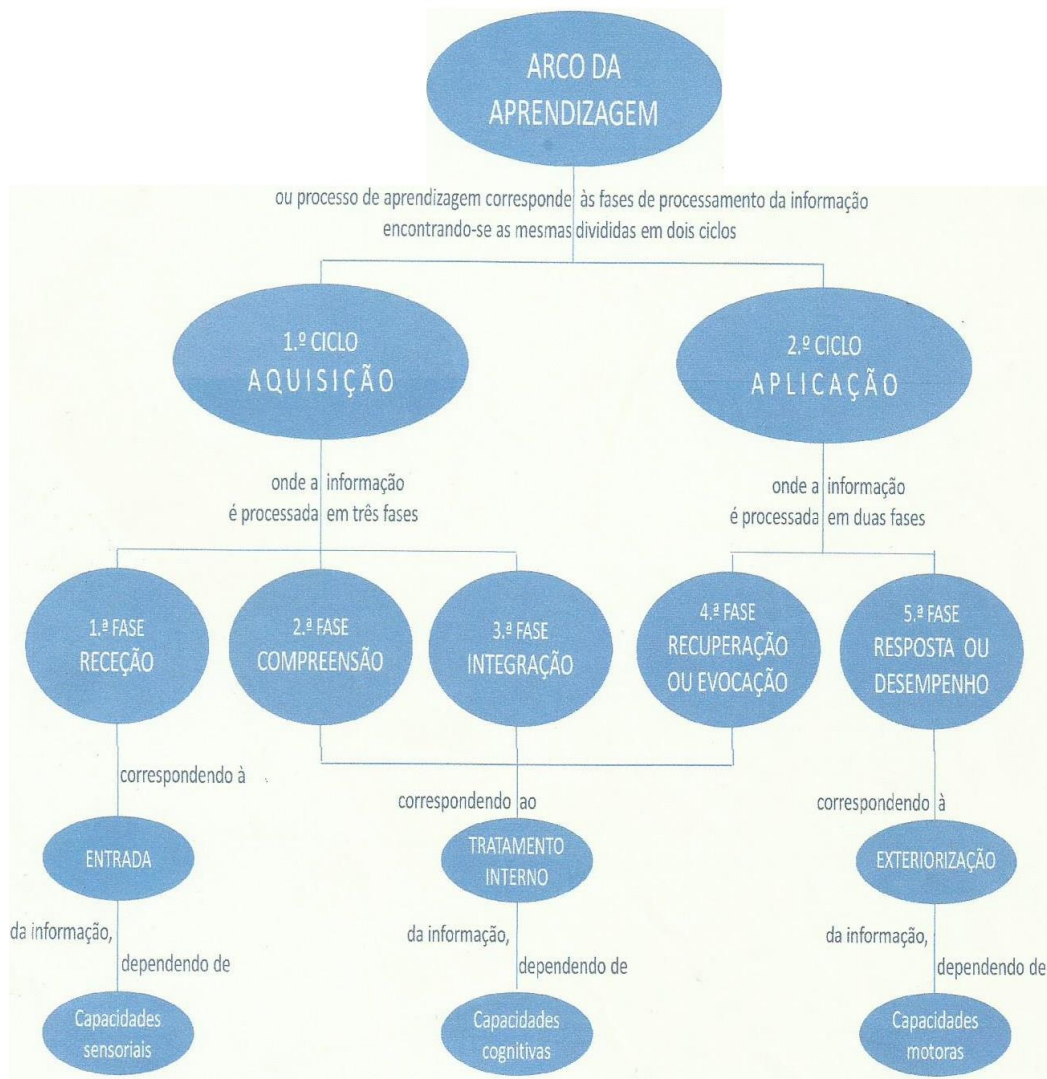 ARCO DA
APRENDIZAGEM
ou processo de aprendizagem corresponde às fases de processamento da informação
encontrando-se as mesmas divididas em dois ciclos
1.º CICLO
AQUISIÇÃO
2.º CICLO
APLICAÇÃO
onde a informação
é processada em três fases
onde a informação
é processada em duas fases
1.ª FASE
RECEÇÃO
2.ª FASE
COMPREENSÃO
3.ª FASE
INTEGRAÇÃO
4.ª FASE
RECUPERAÇÃO
OU EVOCAÇÃO
5.ª FASE
RESPOSTA OU
DESEMPENHO
correspondendo à
correspondendo ao
correspondendo à
ENTRADA
TRATAMENTO
INTERNO
EXTERIORIZAÇÃO
da informação,
dependendo de
da informação,
dependendo de
da informação,
dependendo de
Capacidades
sensoriais
Capacidades
cognitivas
Capacidades
motoras